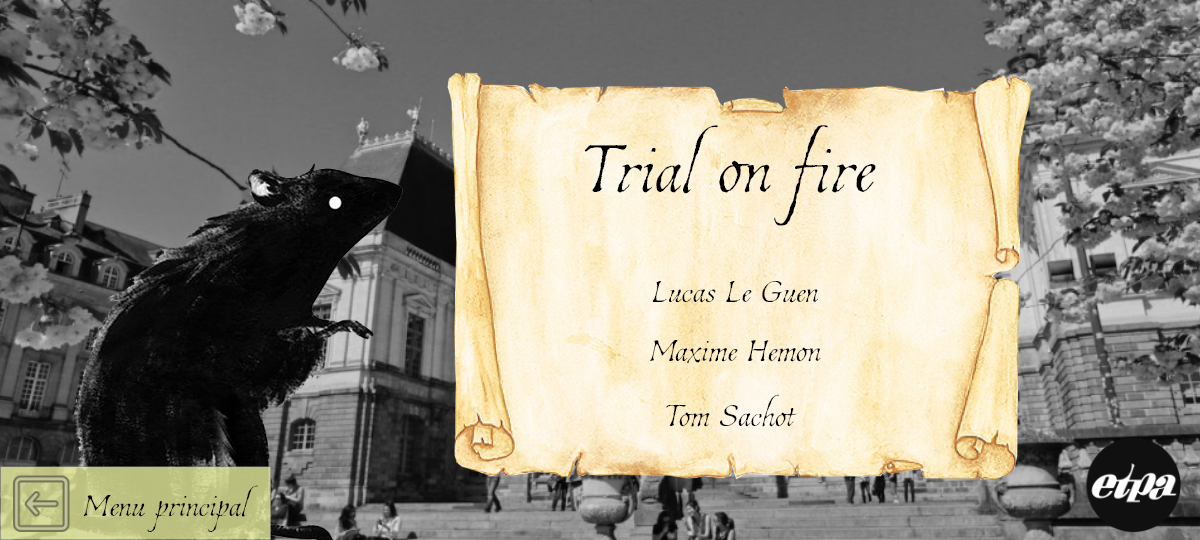 Trial on fire
Lucas Le Guen
Maxime Hemon
Tom Sachot
Menu principal
etpa